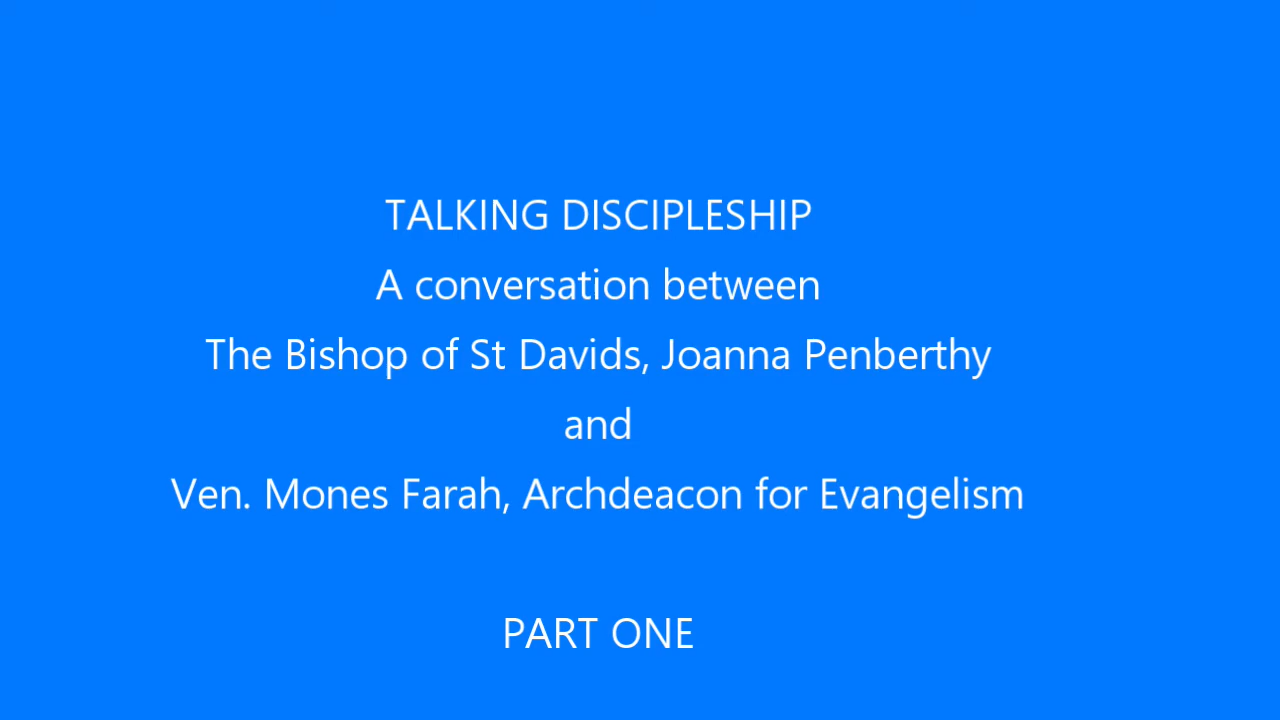 TALKING DISCIPLESHIP
A conversation between
The Bishop of St Davids, Joanna Penberthy
and
Ven. Mones Farah, Archdeacon for Evangelism
PART ONE